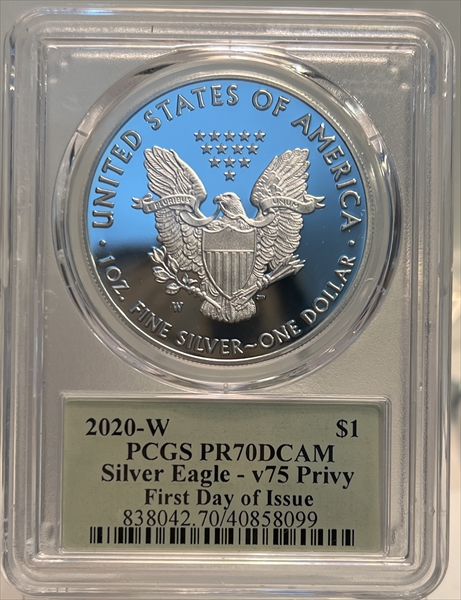 UNITED STATES OF AMERICA
E PLURIBUS UNUM
W
1 OZ. FINE SILVER~ONE DOLLAR
2020-W $1
PCGS PR70DCAM
Silver Eagle - v75 Privy
First Day of Issue
838042.70/40858099